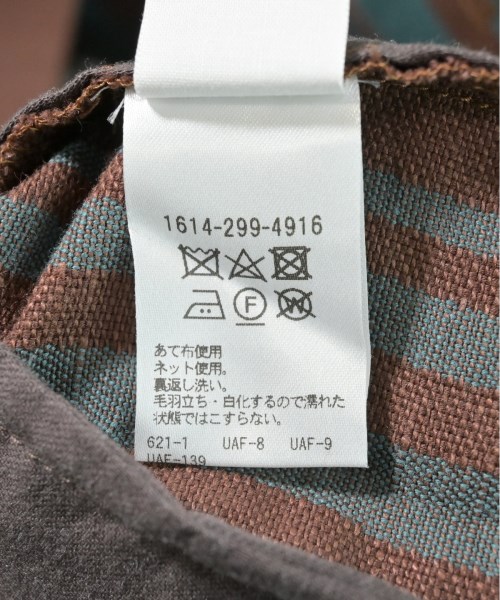 1614-299-4916
F
W
あて布使用
ネット使用。
裏返し洗い。
毛羽立ち・白化するので濡れた
状態ではこすらない。
621-1 UAF-8 UAF-9
UAF-139